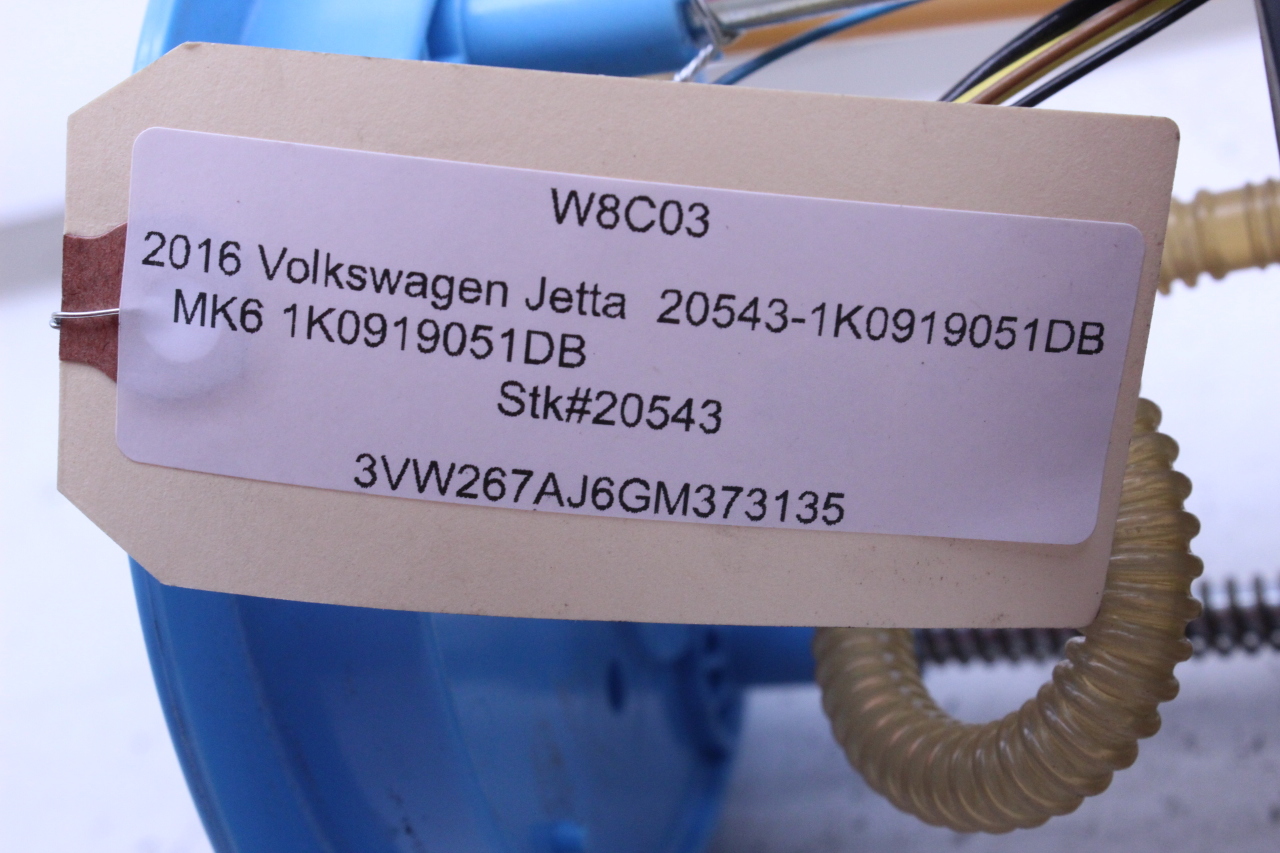 W8C03
2016 Volkswagen Jetta 20543-1K0919051DB
MK6 1K0919051DB
Stk#20543
3VW267AJ6GM373135